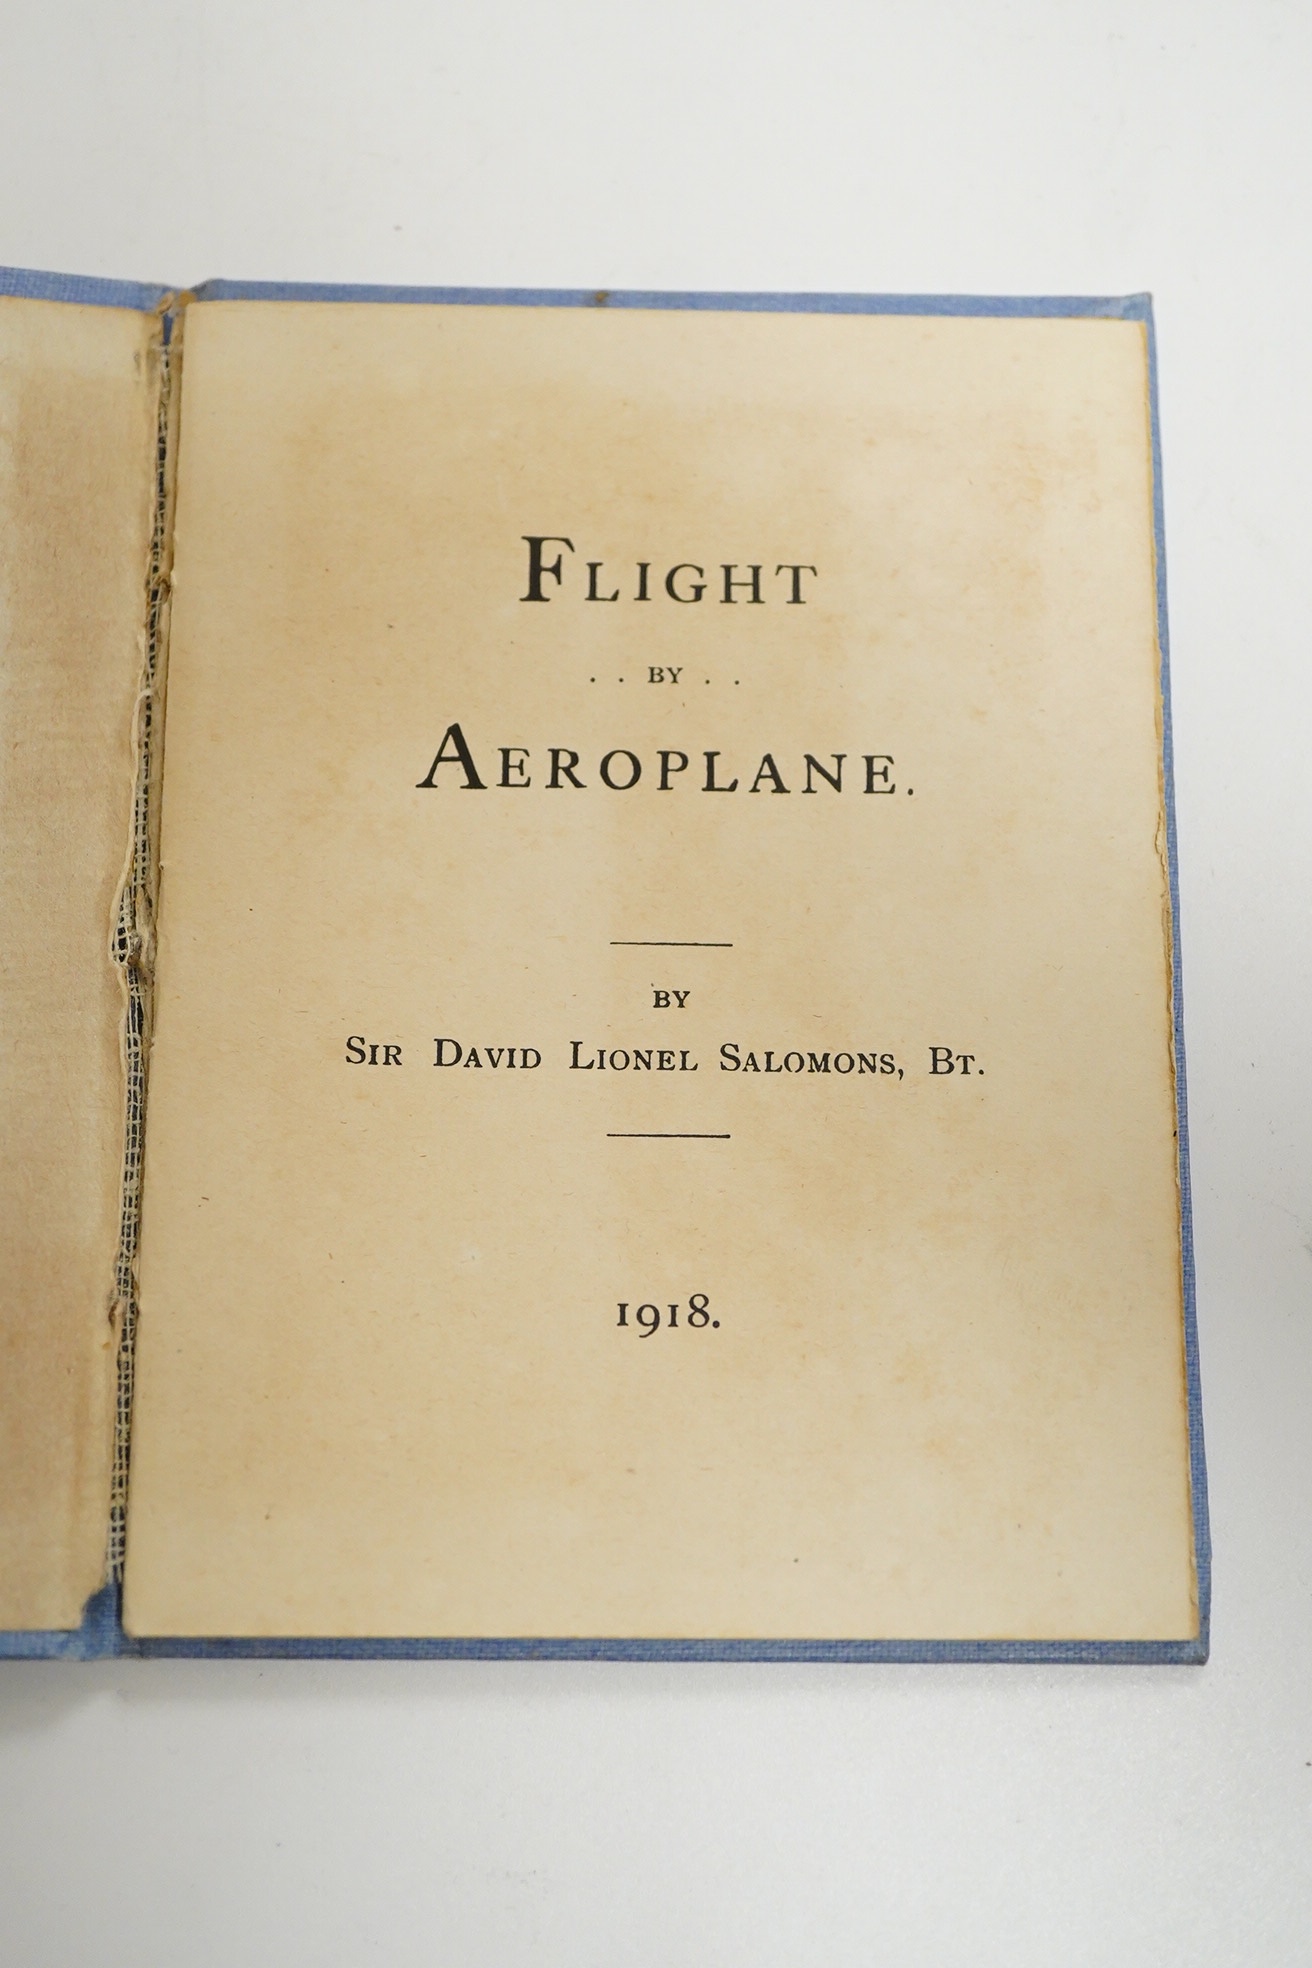 FLIGHT
. . BY . .
AEROPLANE.
BY
SIR DAVID LIONEL SALOMONS, BT.
1918.